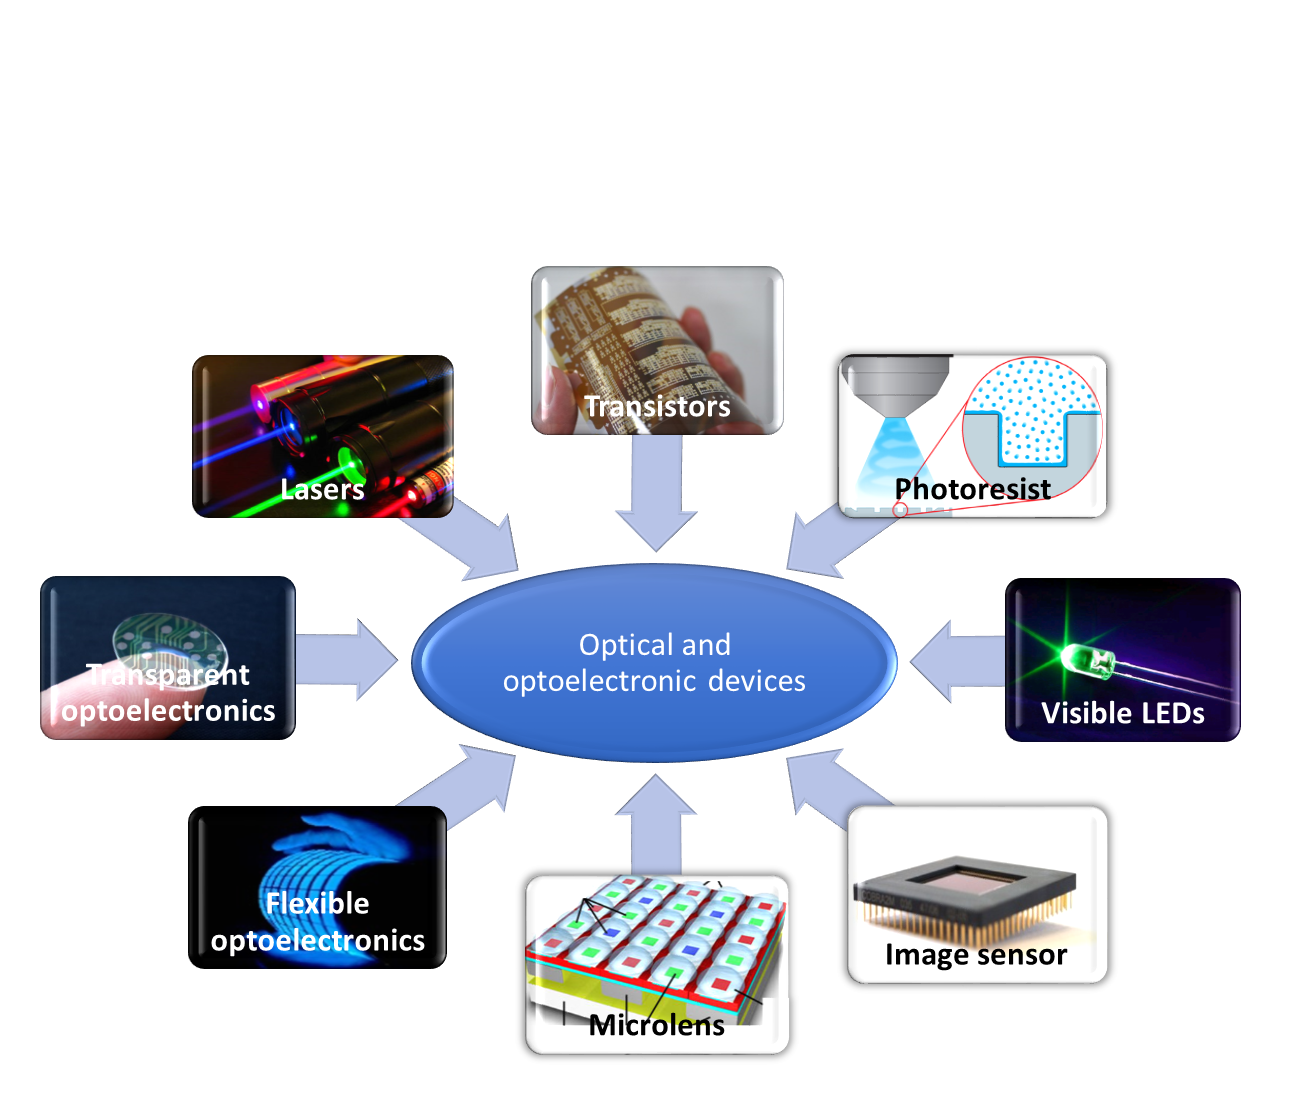 Transistors
Lasers
Photoresist
Optical and
optoelectronic devices
Transparent
optoelectronics
Visible LEDs
Flexible
optoelectronics
Image sensor
Microlens